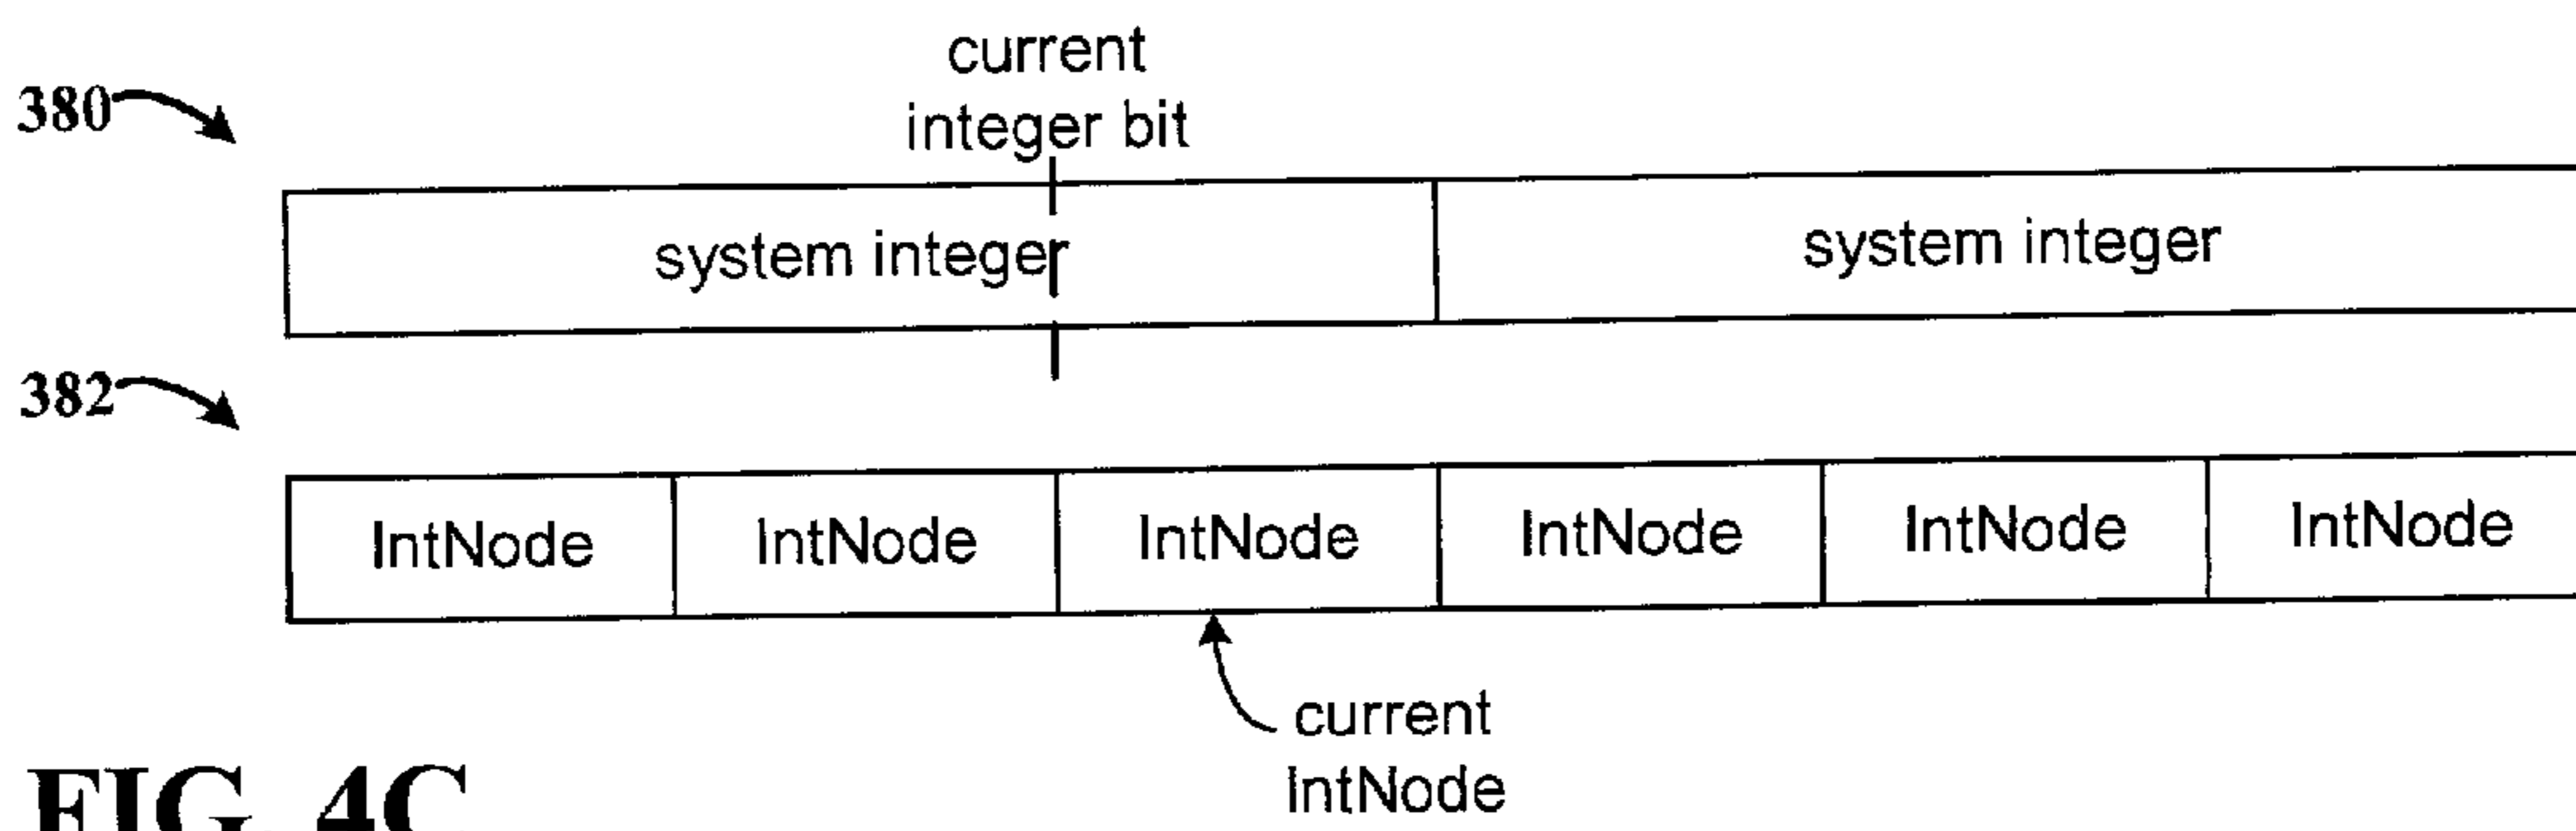 current
integer bit
380
system integer system integer
382
IntNode IntNode IntNode IntNode IntNode IntNode
current
IntNode
FIG. 4C